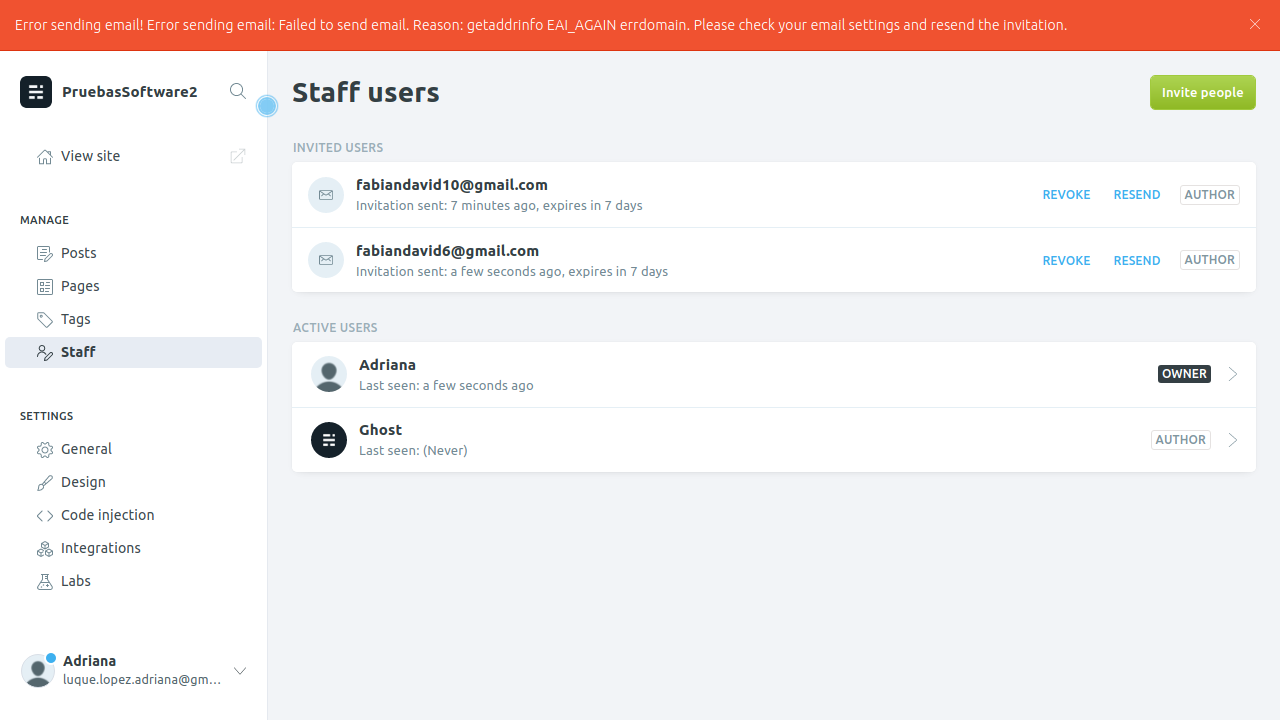 Error sending email! Error sending email: Failed to send email. Reason: getaddrinfo EAI_AGAIN errdomain. Please check your email settings and resend the invitation.
PruebasSoftware2
View site
MANAGE
Posts
Pages
Tags
Staff
SETTINGS
General
Design
Code injection
Integrations
Labs
Adriana
luque.lopez.adriana@gm...
Staff users
Invite people
INVITED USERS
fabiandavid10@gmail.com
Invitation sent: 7 minutes ago, expires in 7 days
REVOKE RESEND AUTHOR
fabiandavid6@gmail.com
Invitation sent: a few seconds ago, expires in 7 days
REVOKE RESEND AUTHOR
ACTIVE USERS
Adriana
Last seen: a few seconds ago
OWNER
Ghost
Last seen: (Never)
AUTHOR